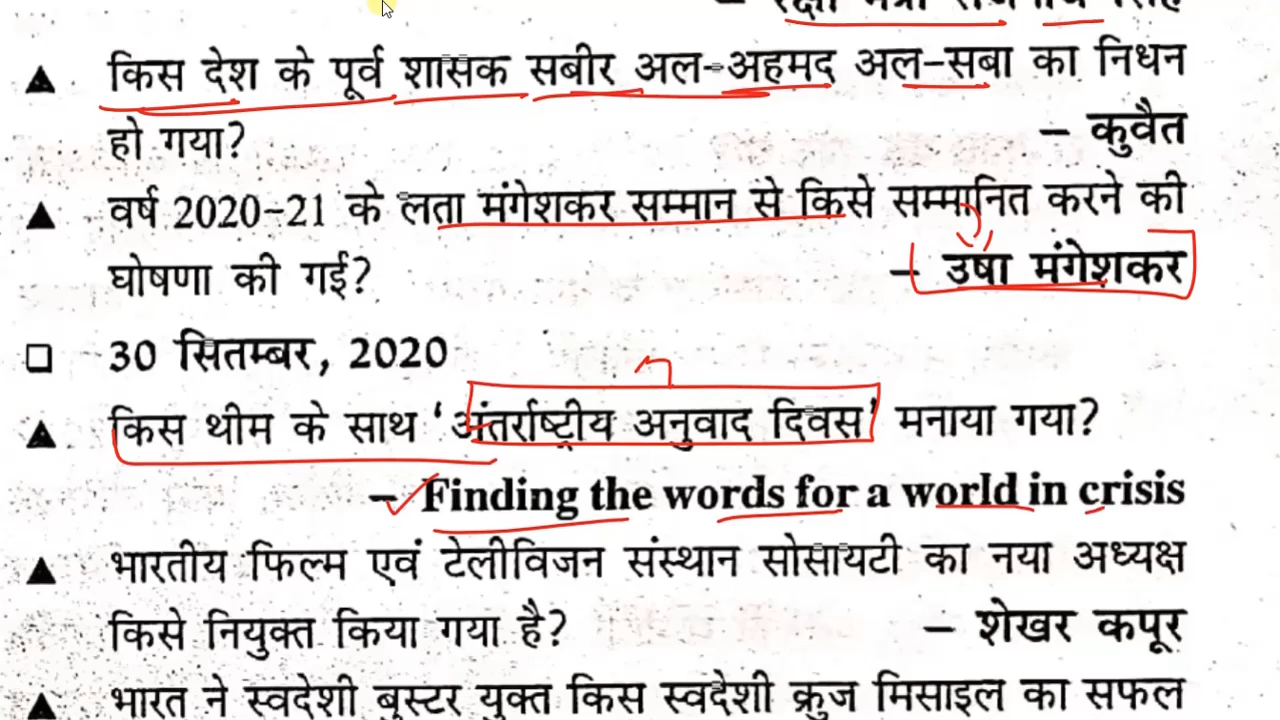 – रक्षा मंत्री राजनाथ सिंह
▲ किस देश के पूर्व शासक सबीर अल-अहमद अल-सबा का निधन
हो गया? – कुवैत
▲ वर्ष 2020-21 के लता मंगेशकर सम्मान से किसे सम्मानित करने की
घोषणा की गई? – उषा मंगेशकर
□ 30 सितम्बर, 2020
▲ किस थीम के साथ ‘अंतर्राष्ट्रीय अनुवाद दिवस’ मनाया गया?
– Finding the words for a world in crisis
▲ भारतीय फिल्म एवं टेलीविजन संस्थान सोसायटी का नया अध्यक्ष
किसे नियुक्त किया गया है? – शेखर कपूर
▲ भारत ने स्वदेशी बूस्टर युक्त किस स्वदेशी क्रुज मिसाइल का सफल